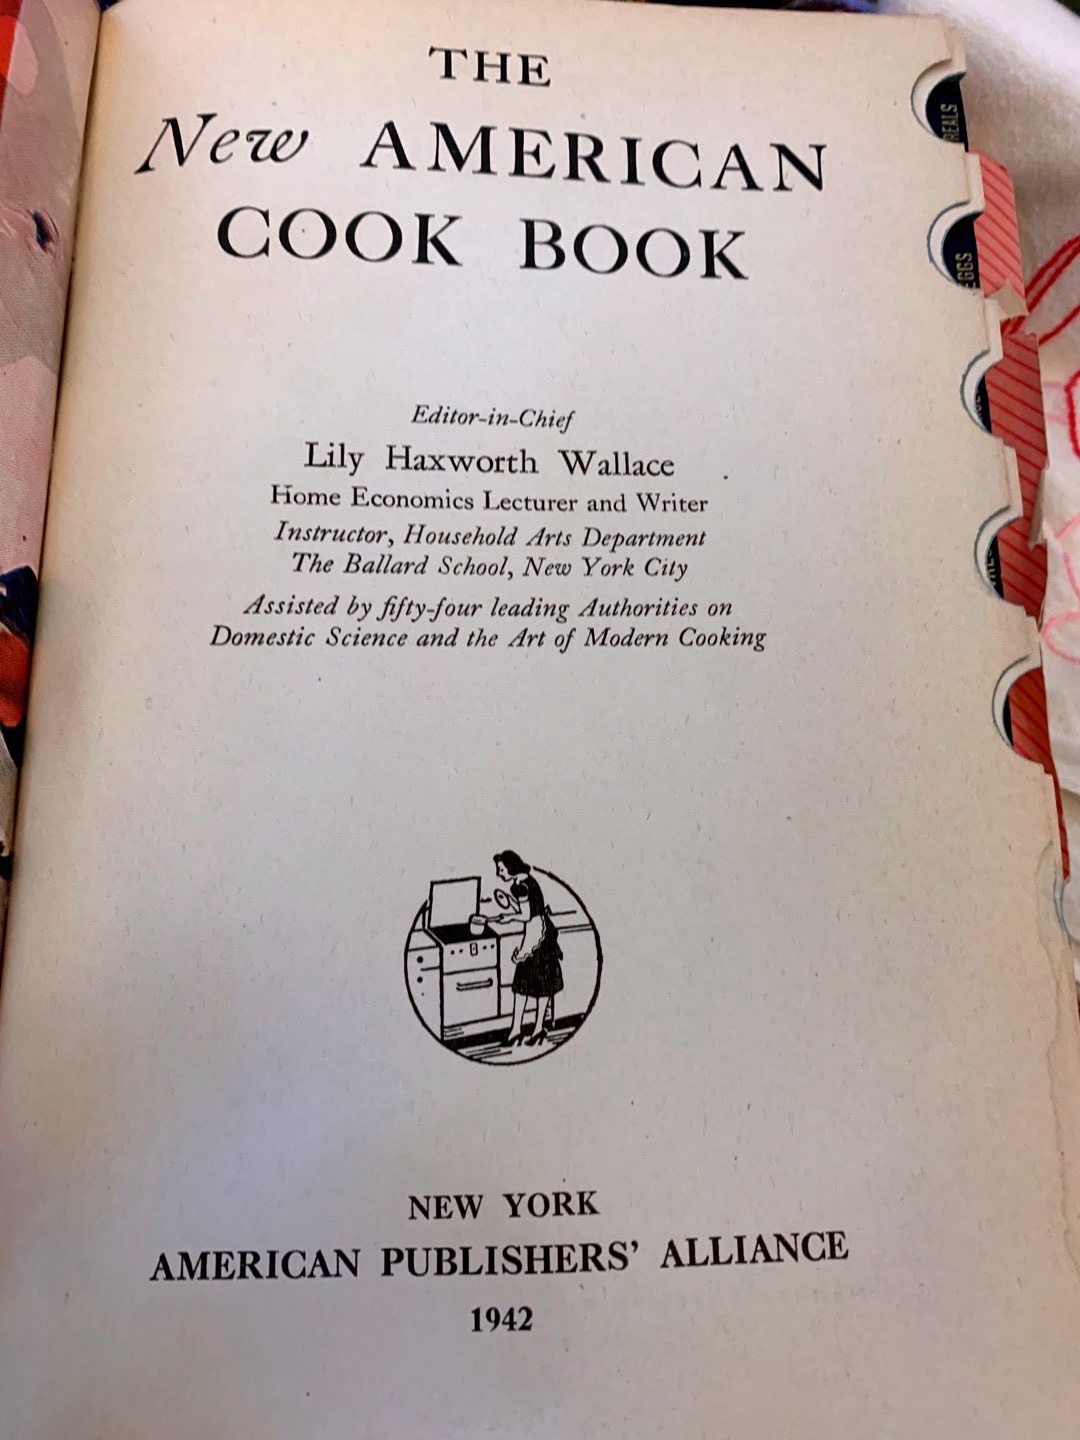 THE
New AMERICAN
COOK BOOK
Editor-in-Chief
Lily Haxworth Wallace
Home Economics Lecturer and Writer
Instructor, Household Arts Department
The Ballard School, New York City
Assisted by fifty-four leading Authorities on
Domestic Science and the Art of Modern Cooking
NEW YORK
AMERICAN PUBLISHERS' ALLIANCE
1942
EGGS